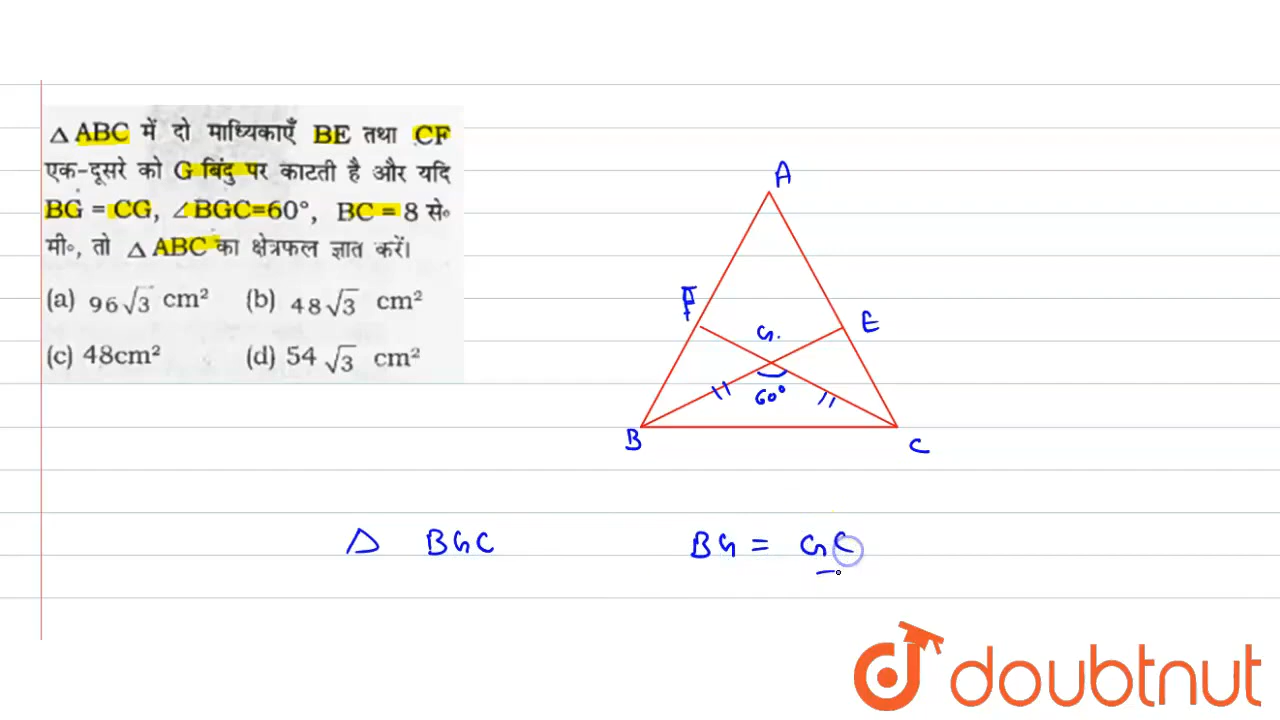 △ ABC में दो माध्यिकाएँ BE तथा CF
एक-दूसरे को G बिंदु पर काटती है और यदि
BG = CG, ∠BGC=60°, BC = 8 से॰
मी॰, तो △ ABC का क्षेत्रफल ज्ञात करें।
(a) 96√3 cm² (b) 48√3 cm²
(c) 48cm² (d) 54√3 cm²
A
F
E
G.
60°
B
C
△ BGC BG = GC
doubtnut